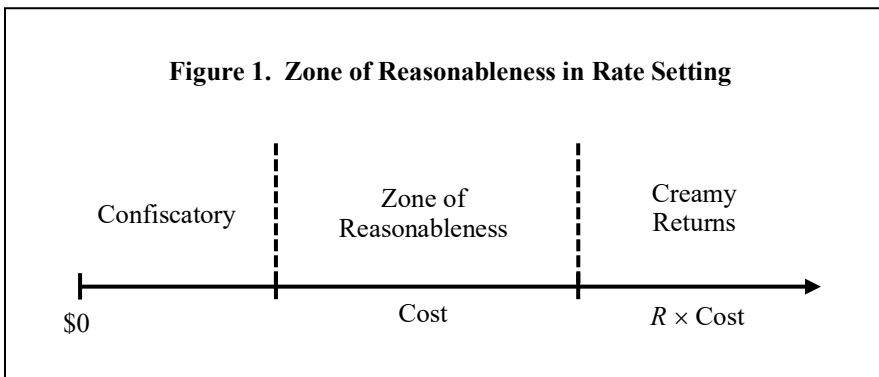 Figure 1. Zone of Reasonableness in Rate Setting
Confiscatory
Zone of
Reasonableness
Creamy
Returns
$0
Cost
R × Cost